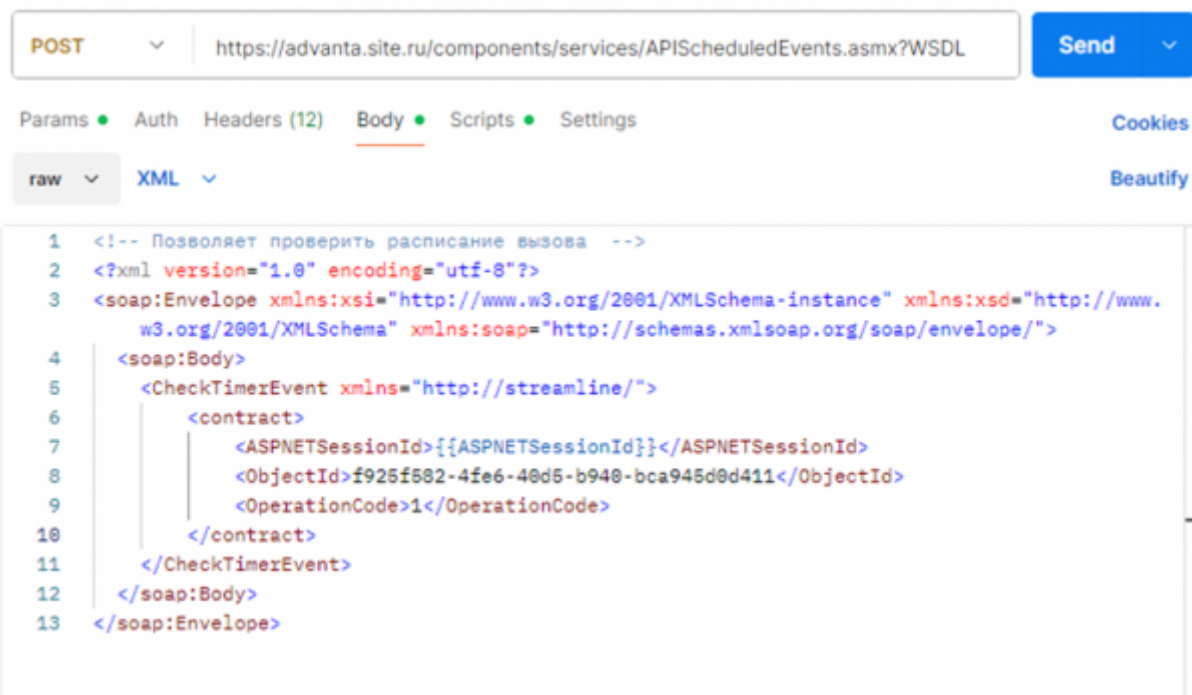 POST https://advanta.site.ru/components/services/APIScheduledEvents.asmx?WSDL Send
Params Auth Headers (12) Body Scripts Settings Cookies
raw XML Beautify
1 <!-- Позволяет проверить расписание вызова -->
2 <?xml version="1.0" encoding="utf-8"?>
3 <soap:Envelope xmlns:xsi="http://www.w3.org/2001/XMLSchema-instance" xmlns:xsd="http://www.
w3.org/2001/XMLSchema" xmlns:soap="http://schemas.xmlsoap.org/soap/envelope/">
4 <soap:Body>
5 <CheckTimerEvent xmlns="http://streamline/">
6 <contract>
7 <ASPNETSessionId>{{ASPNETSessionId}}</ASPNETSessionId>
8 <ObjectId>f925f582-4fe6-40d5-b940-bca945d0d411</ObjectId>
9 <OperationCode>1</OperationCode>
10 </contract>
11 </CheckTimerEvent>
12 </soap:Body>
13 </soap:Envelope>